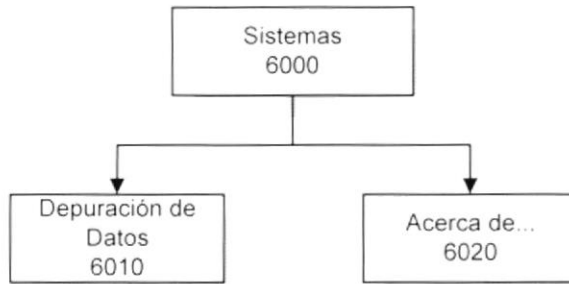 Sistemas
6000
Depuración de
Datos
6010
Acerca de...
6020